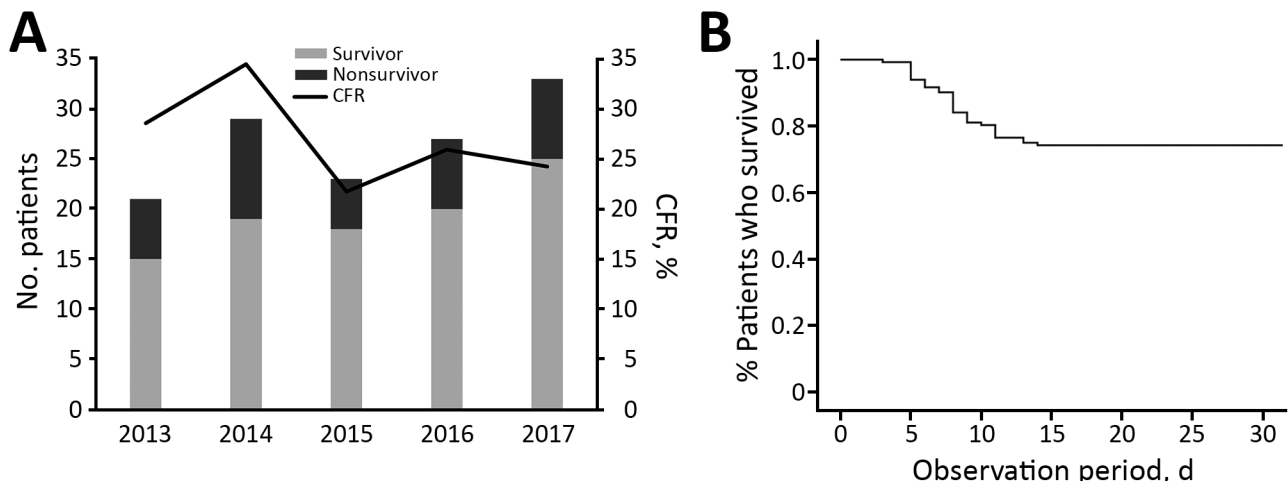 A
B
No. patients
35
30
25
20
15
10
5
0
Survivor
Nonsurvivor
CFR
35
30
25
20
15
10
5
0
CFR, %
2013 2014 2015 2016 2017
% Patients who survived
1.0
0.8
0.6
0.4
0.2
0
0 5 10 15 20 25 30
Observation period, d